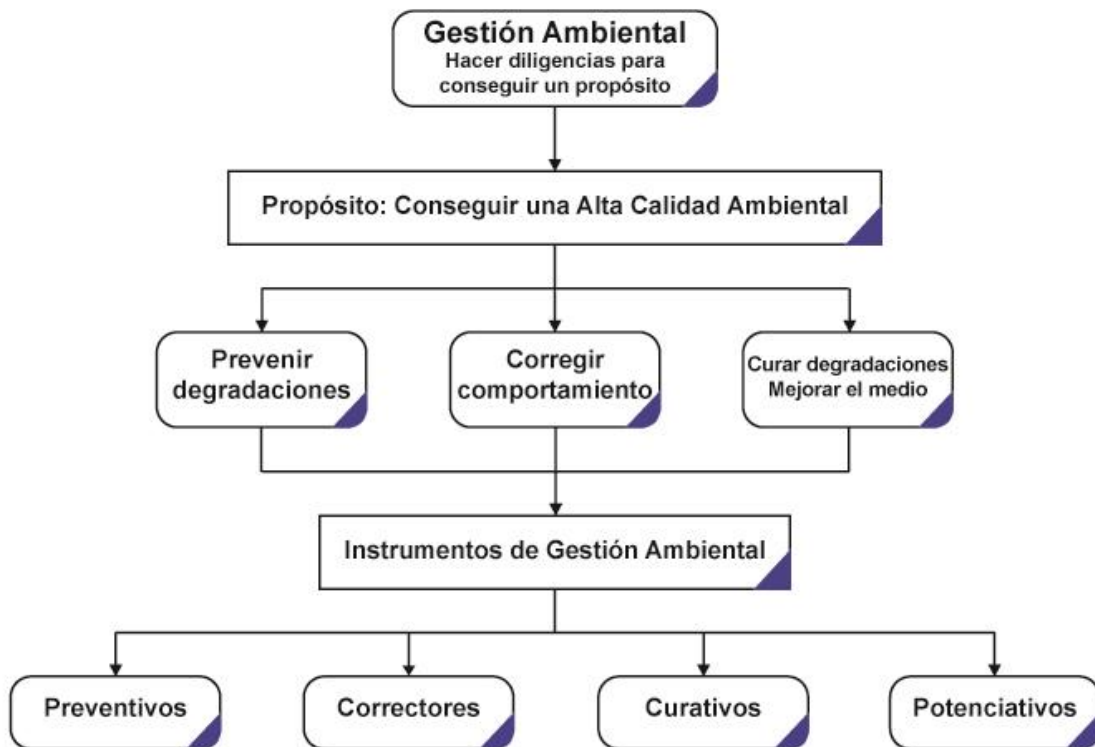 Gestión Ambiental
Hacer diligencias para
conseguir un propósito
Propósito: Conseguir una Alta Calidad Ambiental
Prevenir
degradaciones
Corregir
comportamiento
Curar degradaciones
Mejorar el medio
Instrumentos de Gestión Ambiental
Preventivos
Correctores
Curativos
Potenciativos